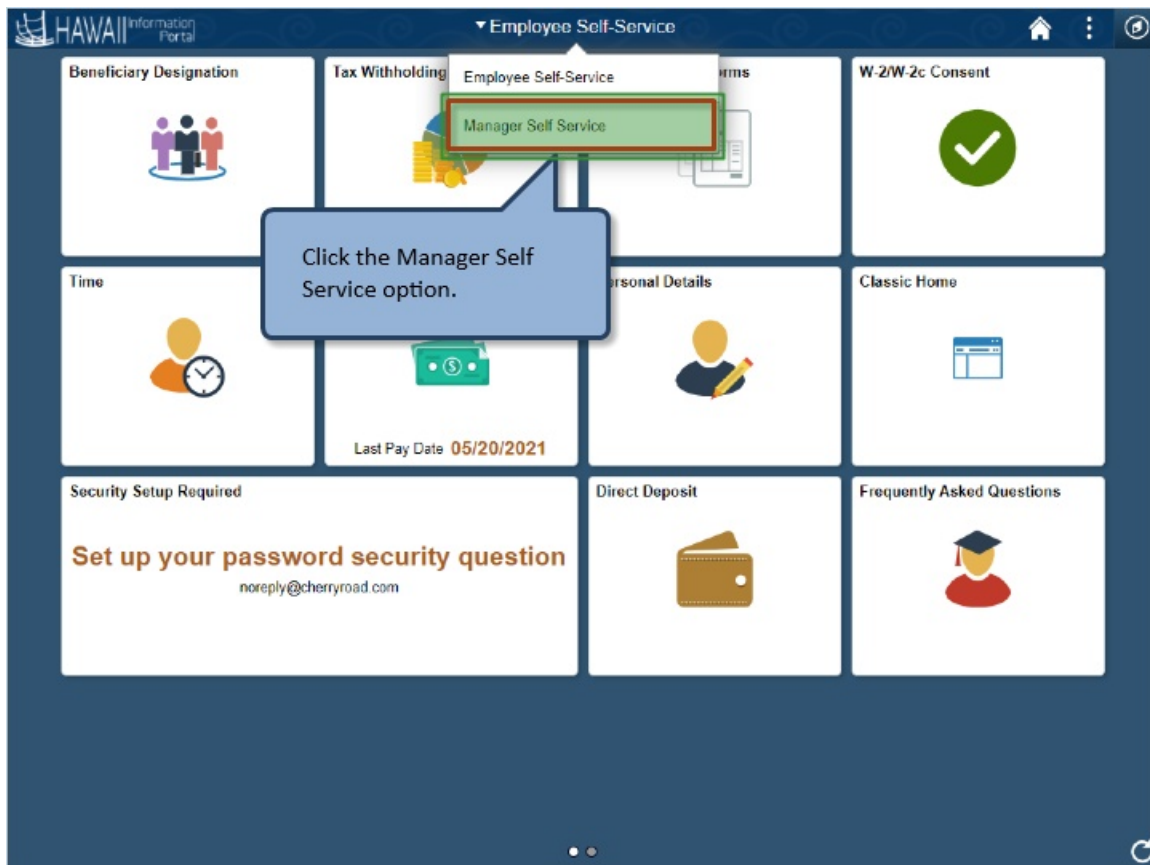 HAWAII Information
Portal
Employee Self-Service
Employee Self-Service
Manager Self Service
Beneficiary Designation
Tax Withholding
W-2/W-2c Consent
Click the Manager Self
Service option.
Time
Personal Details
Classic Home
Last Pay Date 05/20/2021
Security Setup Required
Set up your password security question
noreply@cherryroad.com
Direct Deposit
Frequently Asked Questions